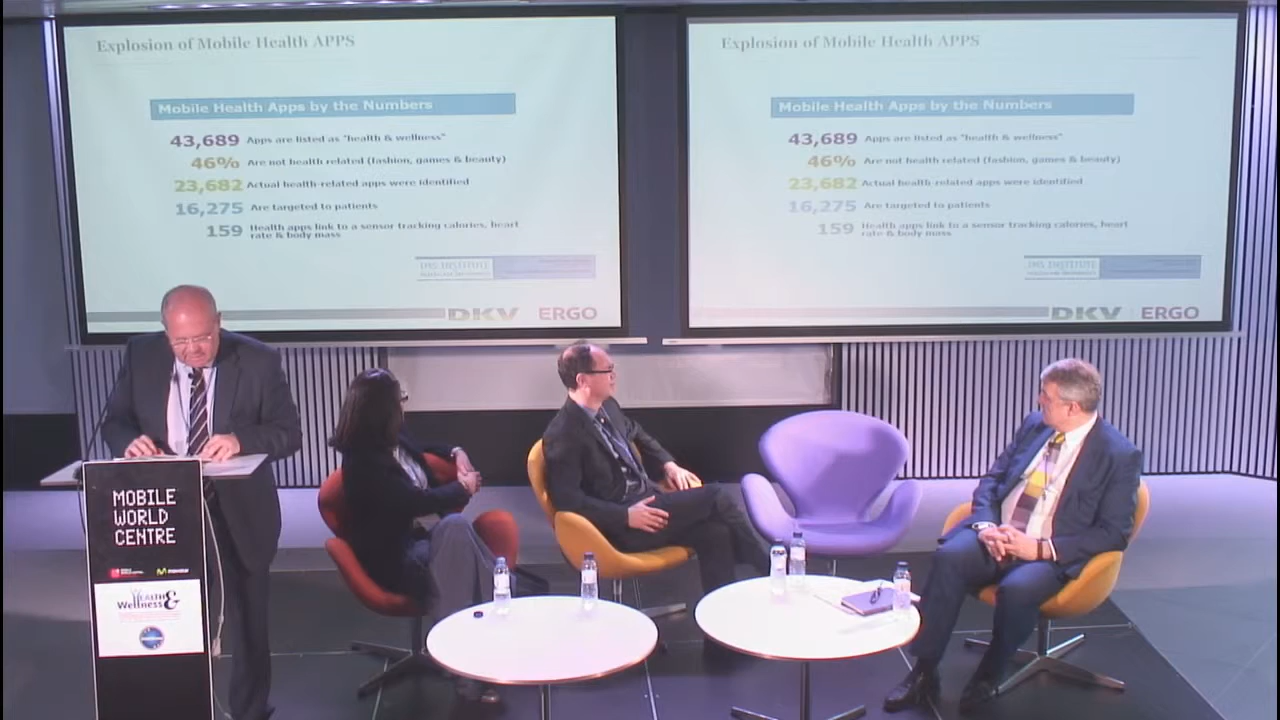 Explosion of Mobile Health APPS
Mobile Health Apps by the Numbers
43,689 Apps are listed as "health & wellness"
46% Are not health related (fashion, games & beauty)
23,682 Actual health-related apps were identified
16,275 Are targeted to patients
159 Health apps link to a sensor tracking calories, heart
rate & body mass
IMS INSTITUTE
DKV ERGO
Explosion of Mobile Health APPS
Mobile Health Apps by the Numbers
43,689 Apps are listed as "health & wellness"
46% Are not health related (fashion, games & beauty)
23,682 Actual health-related apps were identified
16,275 Are targeted to patients
159 Health apps link to a sensor tracking calories, heart
rate & body mass
IMS INSTITUTE
DKV ERGO
MOBILE
WORLD
CENTRE
HEALTH &
Wellness